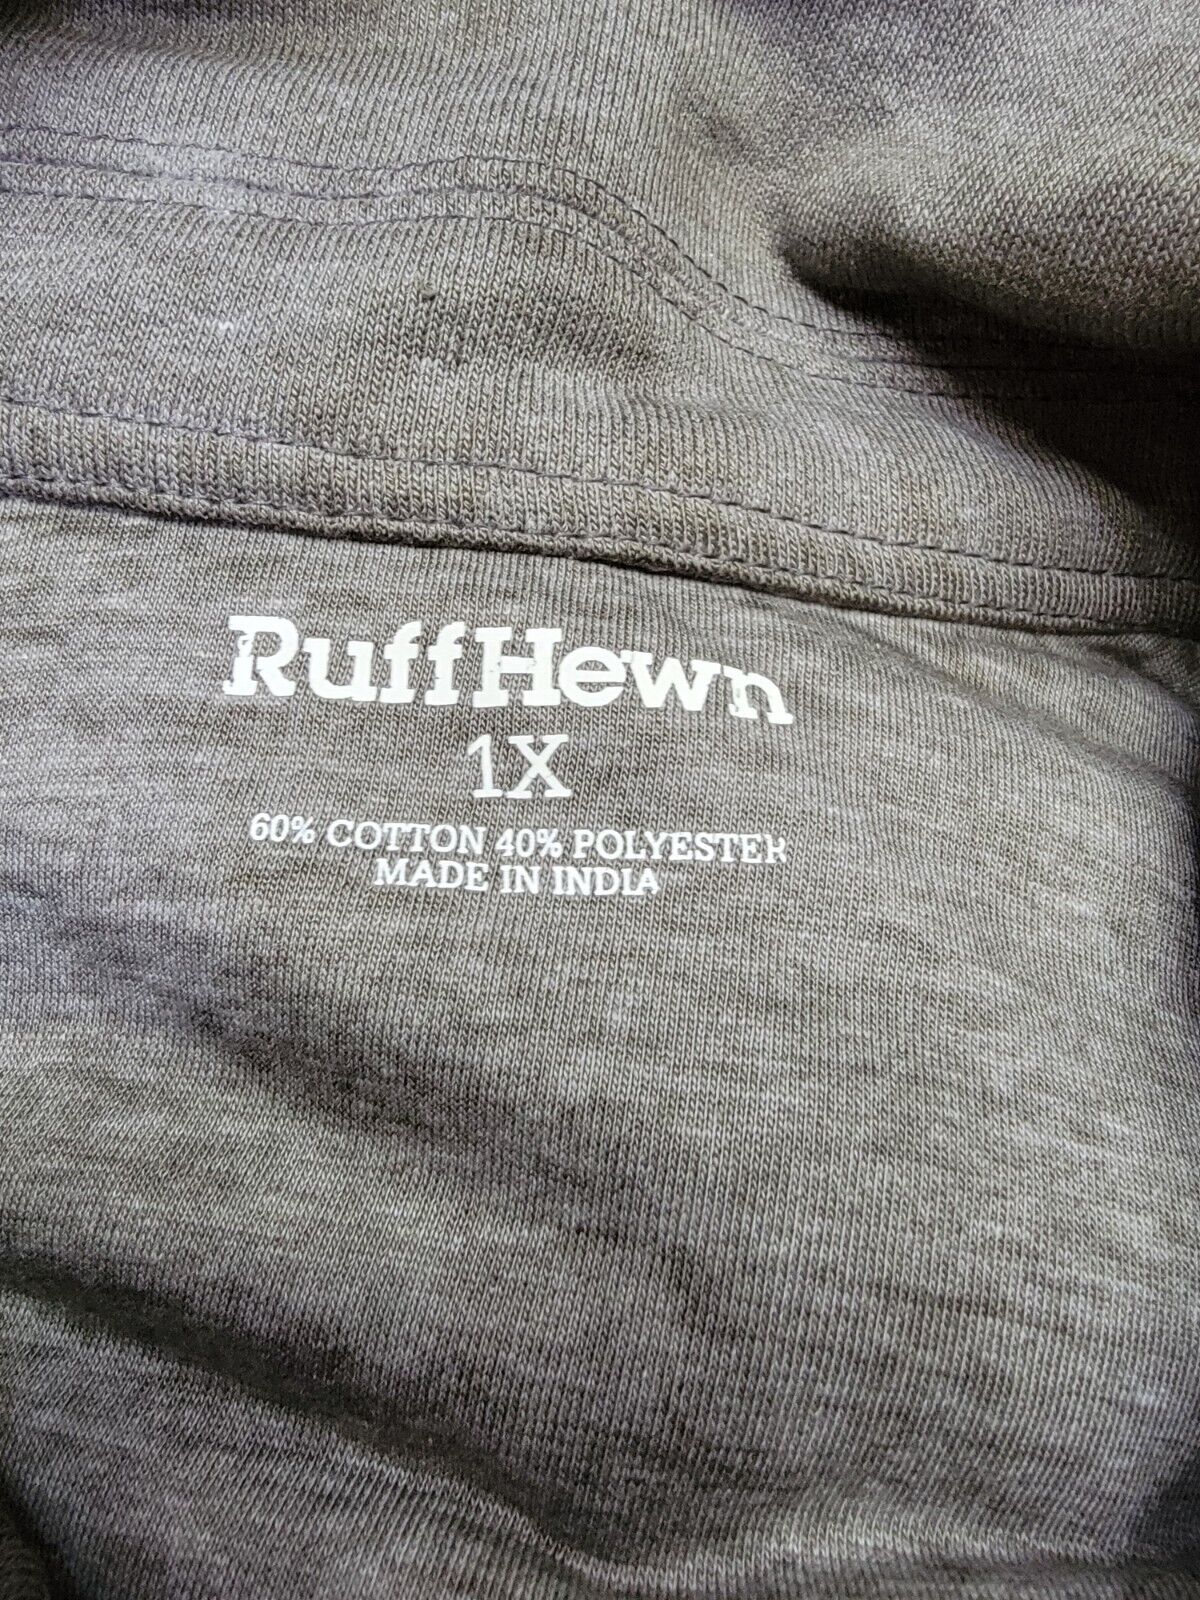 RuffHewn
1X
60% COTTON 40% POLYESTER
MADE IN INDIA